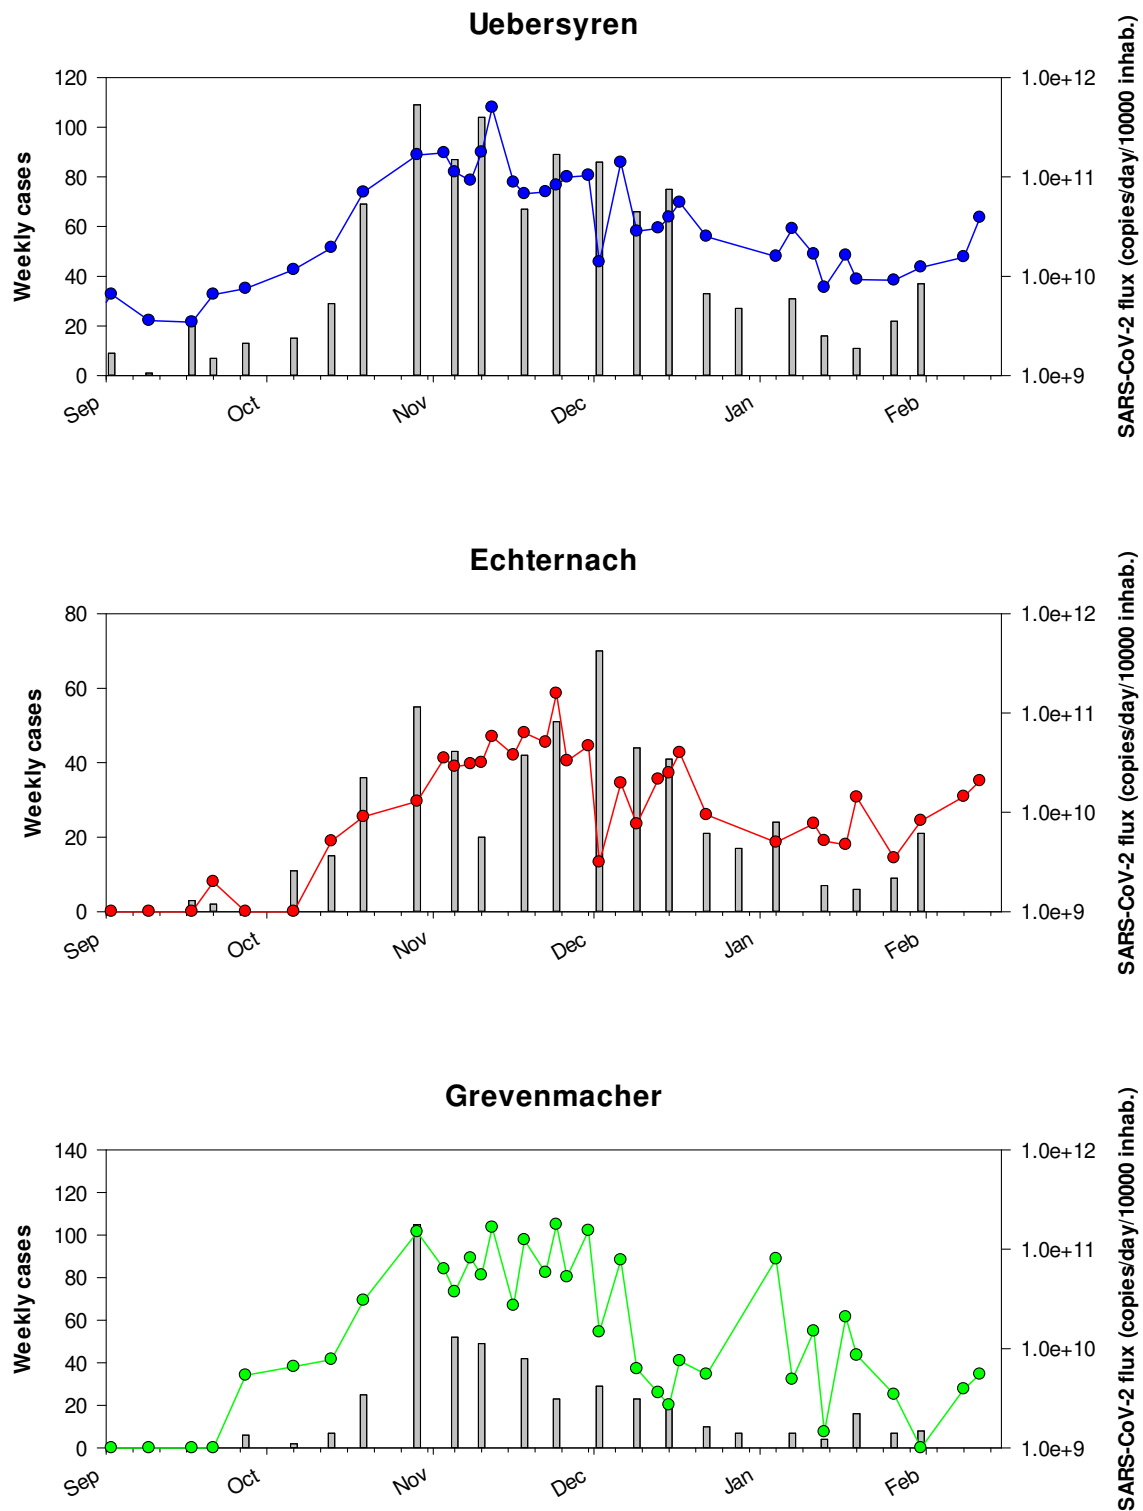 Uebersyren
Weekly cases
120
100
80
60
40
20
0
1.0e+12
1.0e+11
1.0e+10
1.0e+9
SARS-CoV-2 flux (copies/day/10000 inhab.)
Sep
Oct
Nov
Dec
Jan
Feb
Echternach
Weekly cases
80
60
40
20
0
1.0e+12
1.0e+11
1.0e+10
1.0e+9
SARS-CoV-2 flux (copies/day/10000 inhab.)
Sep
Oct
Nov
Dec
Jan
Feb
Grevenmacher
Weekly cases
140
120
100
80
60
40
20
0
1.0e+12
1.0e+11
1.0e+10
1.0e+9
SARS-CoV-2 flux (copies/day/10000 inhab.)
Sep
Oct
Nov
Dec
Jan
Feb